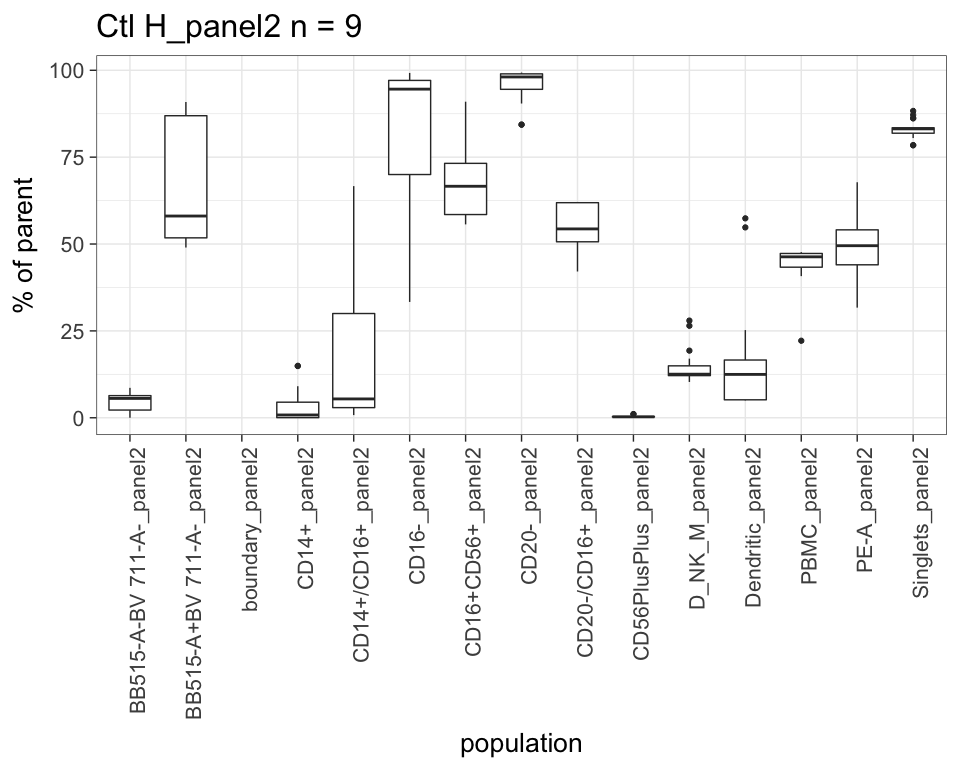 Ctl H_panel2 n = 9
% of parent
100
75
50
25
0
BB515-A-BV 711-A-_panel2
BB515-A+BV 711-A-_panel2
boundary_panel2
CD14+_panel2
CD14+/CD16+_panel2
CD16-_panel2
CD16+CD56+_panel2
CD20-_panel2
CD20-/CD16+_panel2
CD56PlusPlus_panel2
D_NK_M_panel2
Dendritic_panel2
PBMC_panel2
PE-A_panel2
Singlets_panel2
population